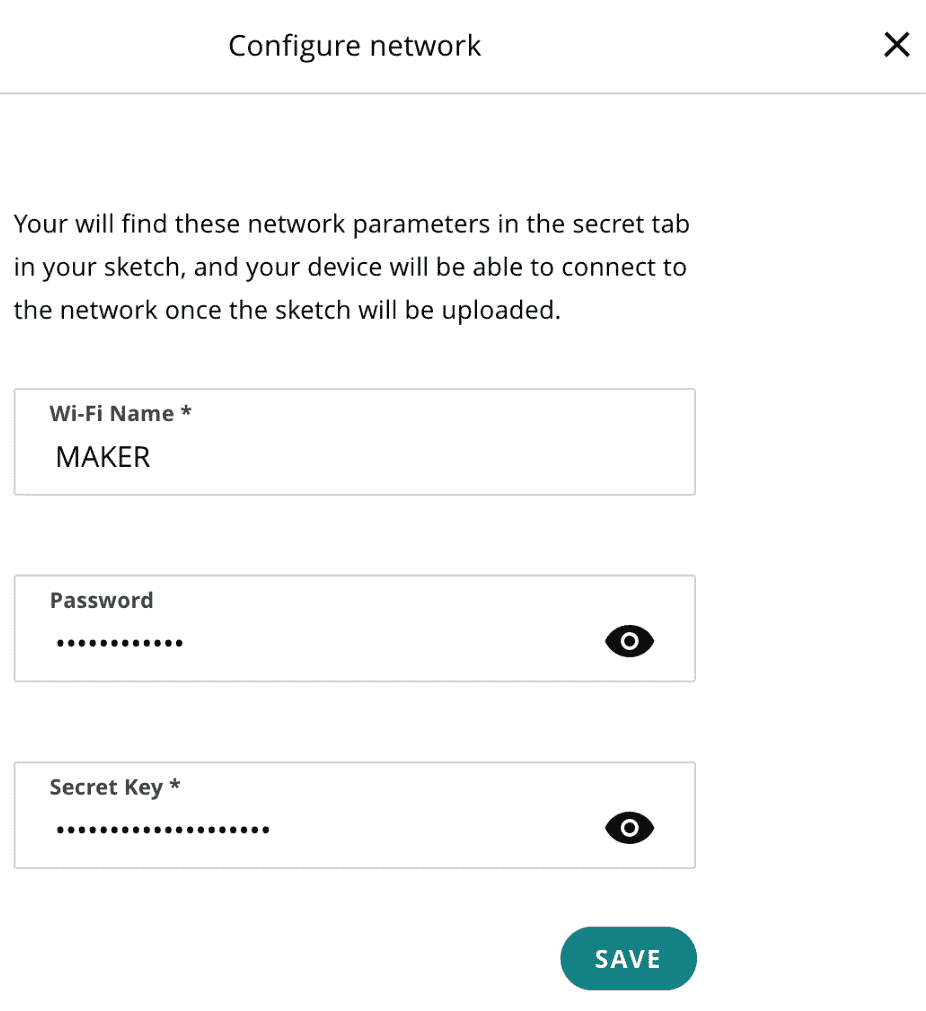 Configure network
Your will find these network parameters in the secret tab
in your sketch, and your device will be able to connect to
the network once the sketch will be uploaded.
Wi-Fi Name *
MAKER
Password
••••••••••••
Secret Key *
••••••••••••••••••••
SAVE